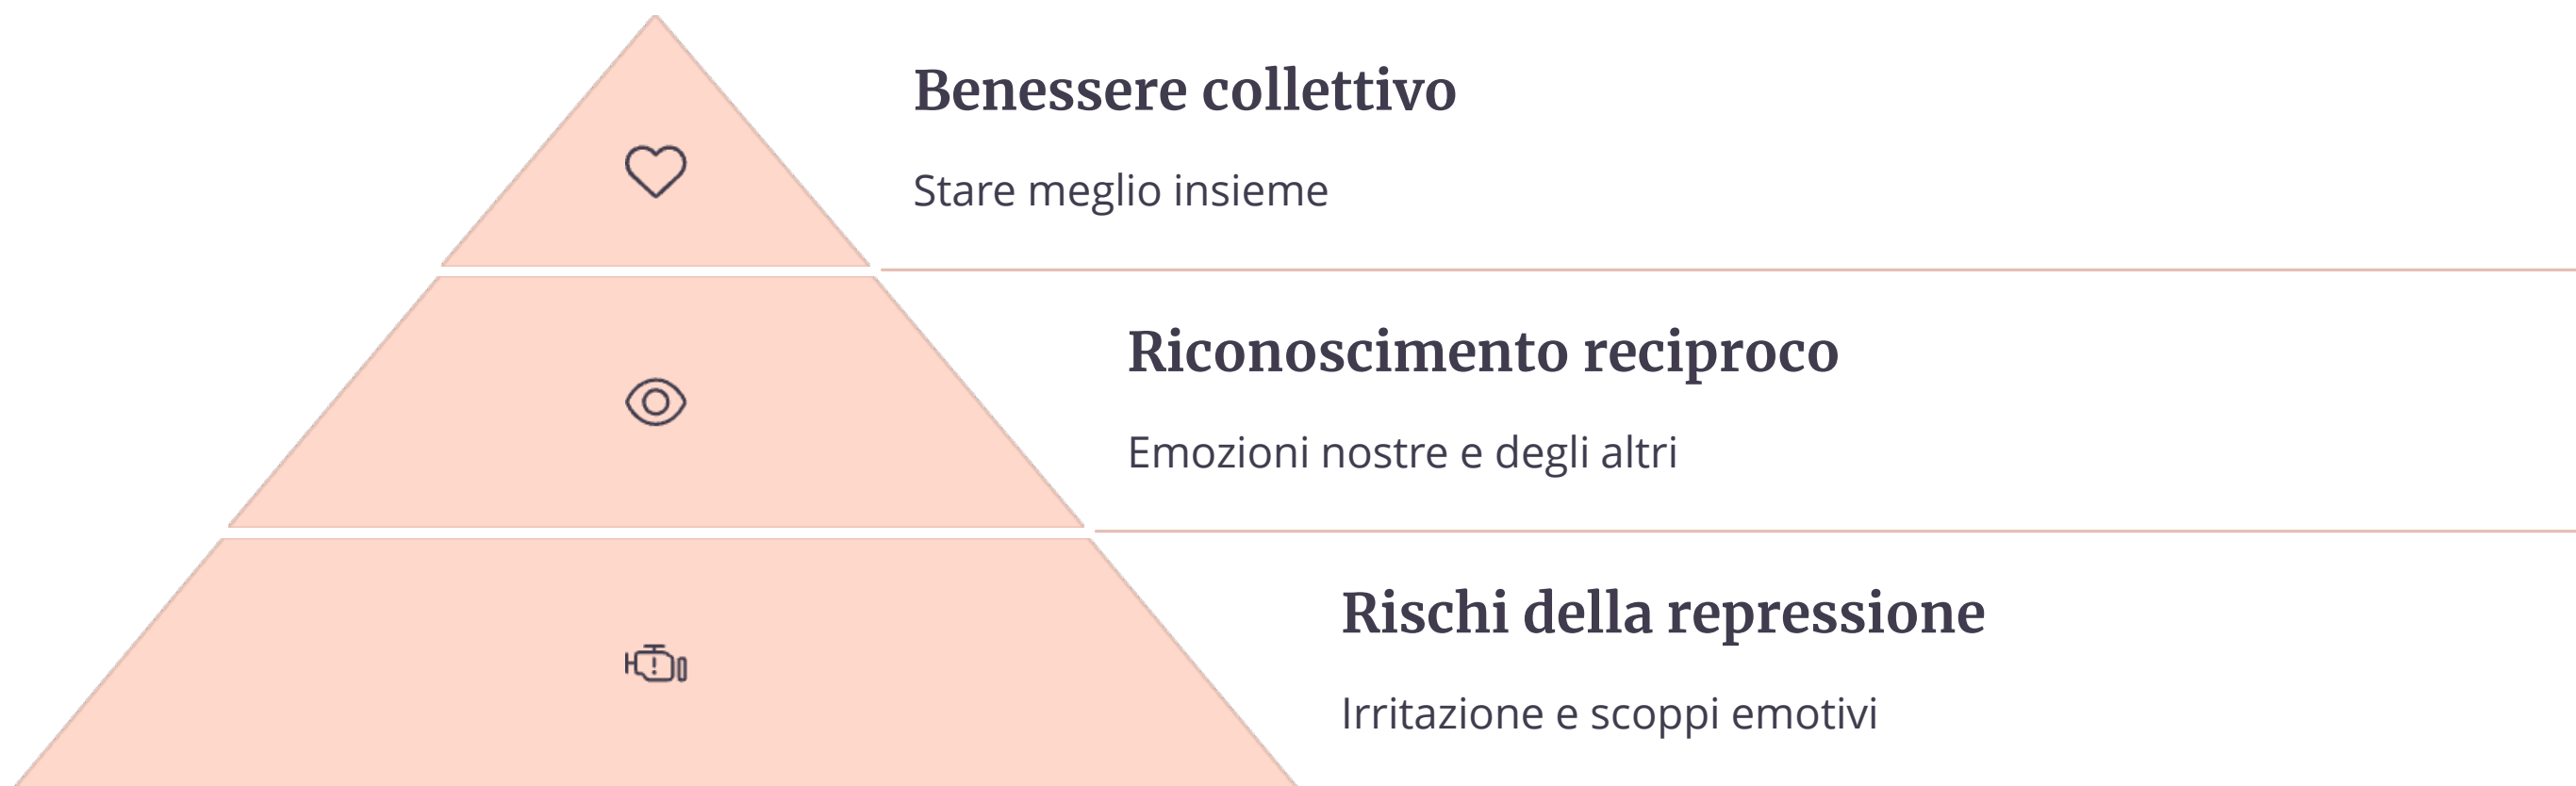 Benessere collettivo
Stare meglio insieme
Riconoscimento reciproco
Emozioni nostre e degli altri
Rischi della repressione
Irritazione e scoppi emotivi